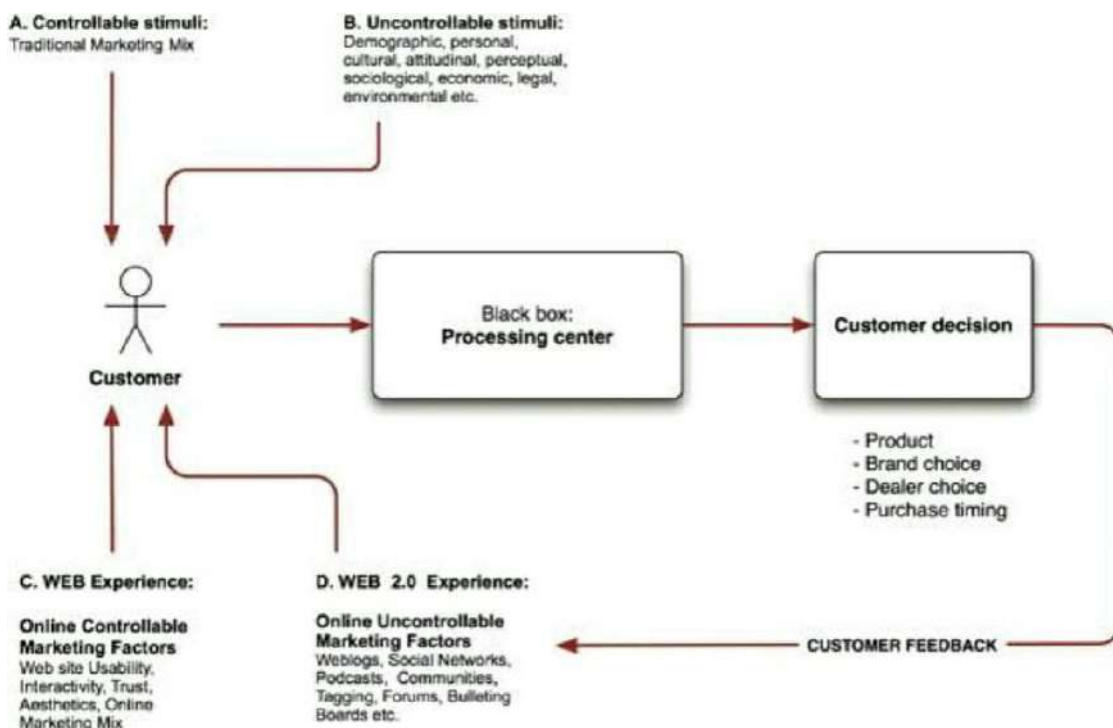 A. Controllable stimuli:
Traditional Marketing Mix
B. Uncontrollable stimuli:
Demographic, personal,
cultural, attitudinal, perceptual,
sociological, economic, legal,
environmental etc.
Customer
Black box:
Processing center
Customer decision
- Product
- Brand choice
- Dealer choice
- Purchase timing
C. WEB Experience:
Online Controllable
Marketing Factors
Web site Usability,
Interactivity, Trust,
Aesthetics, Online
Marketing Mix
D. WEB 2.0 Experience:
Online Uncontrollable
Marketing Factors
Weblogs, Social Networks,
Podcasts, Communities,
Tagging, Forums, Bulleting
Boards etc.
CUSTOMER FEEDBACK